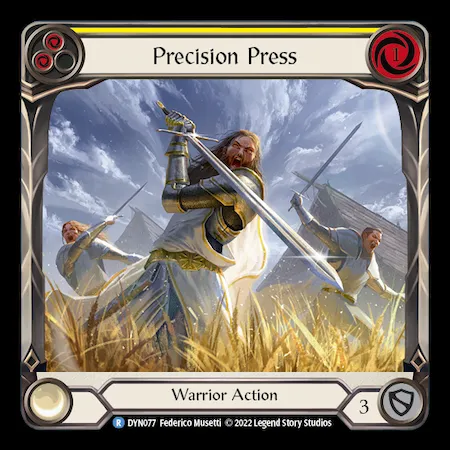 Precision Press
1
Warrior Action
3
R DYN077 Federico Musetti © 2022 Legend Story Studios